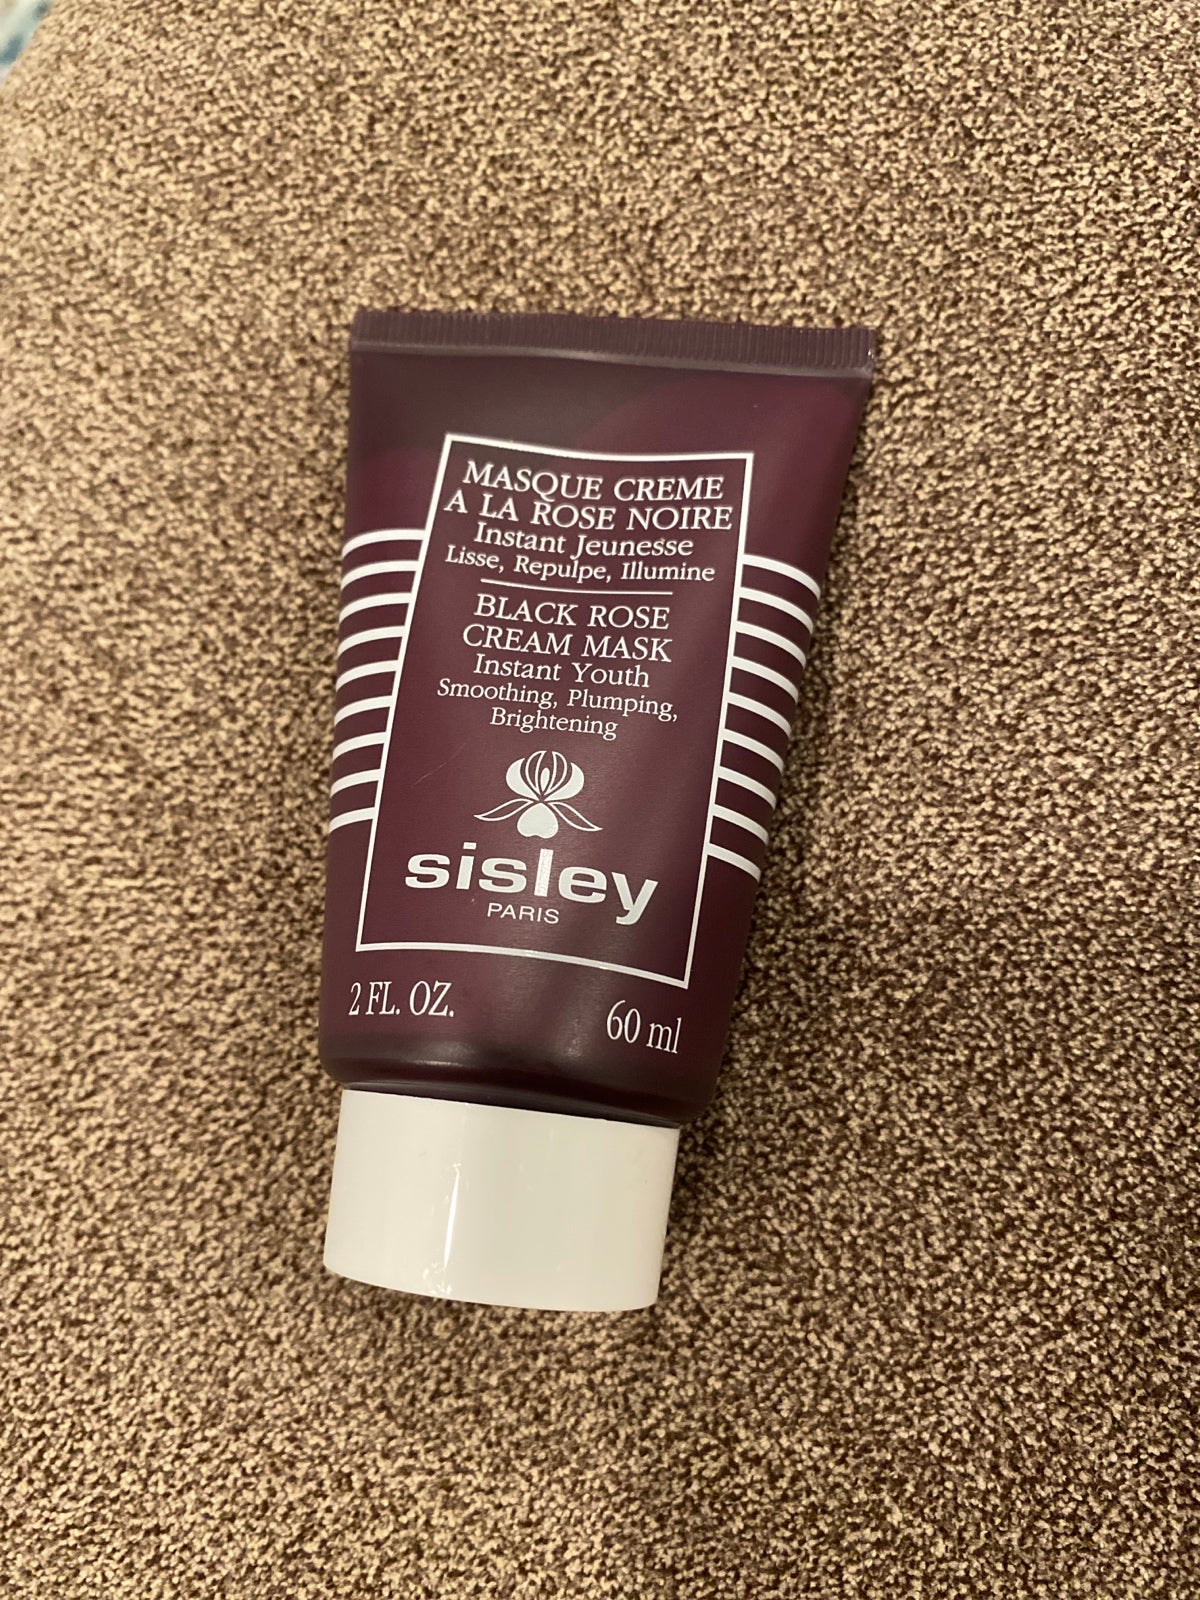 MASQUE CREME
A LA ROSE NOIRE
Instant Jeunesse
Lisse, Repulpe, Illumine
BLACK ROSE
CREAM MASK
Instant Youth
Smoothing, Plumping,
Brightening
sisley
PARIS
2 FL. OZ. 60 ml